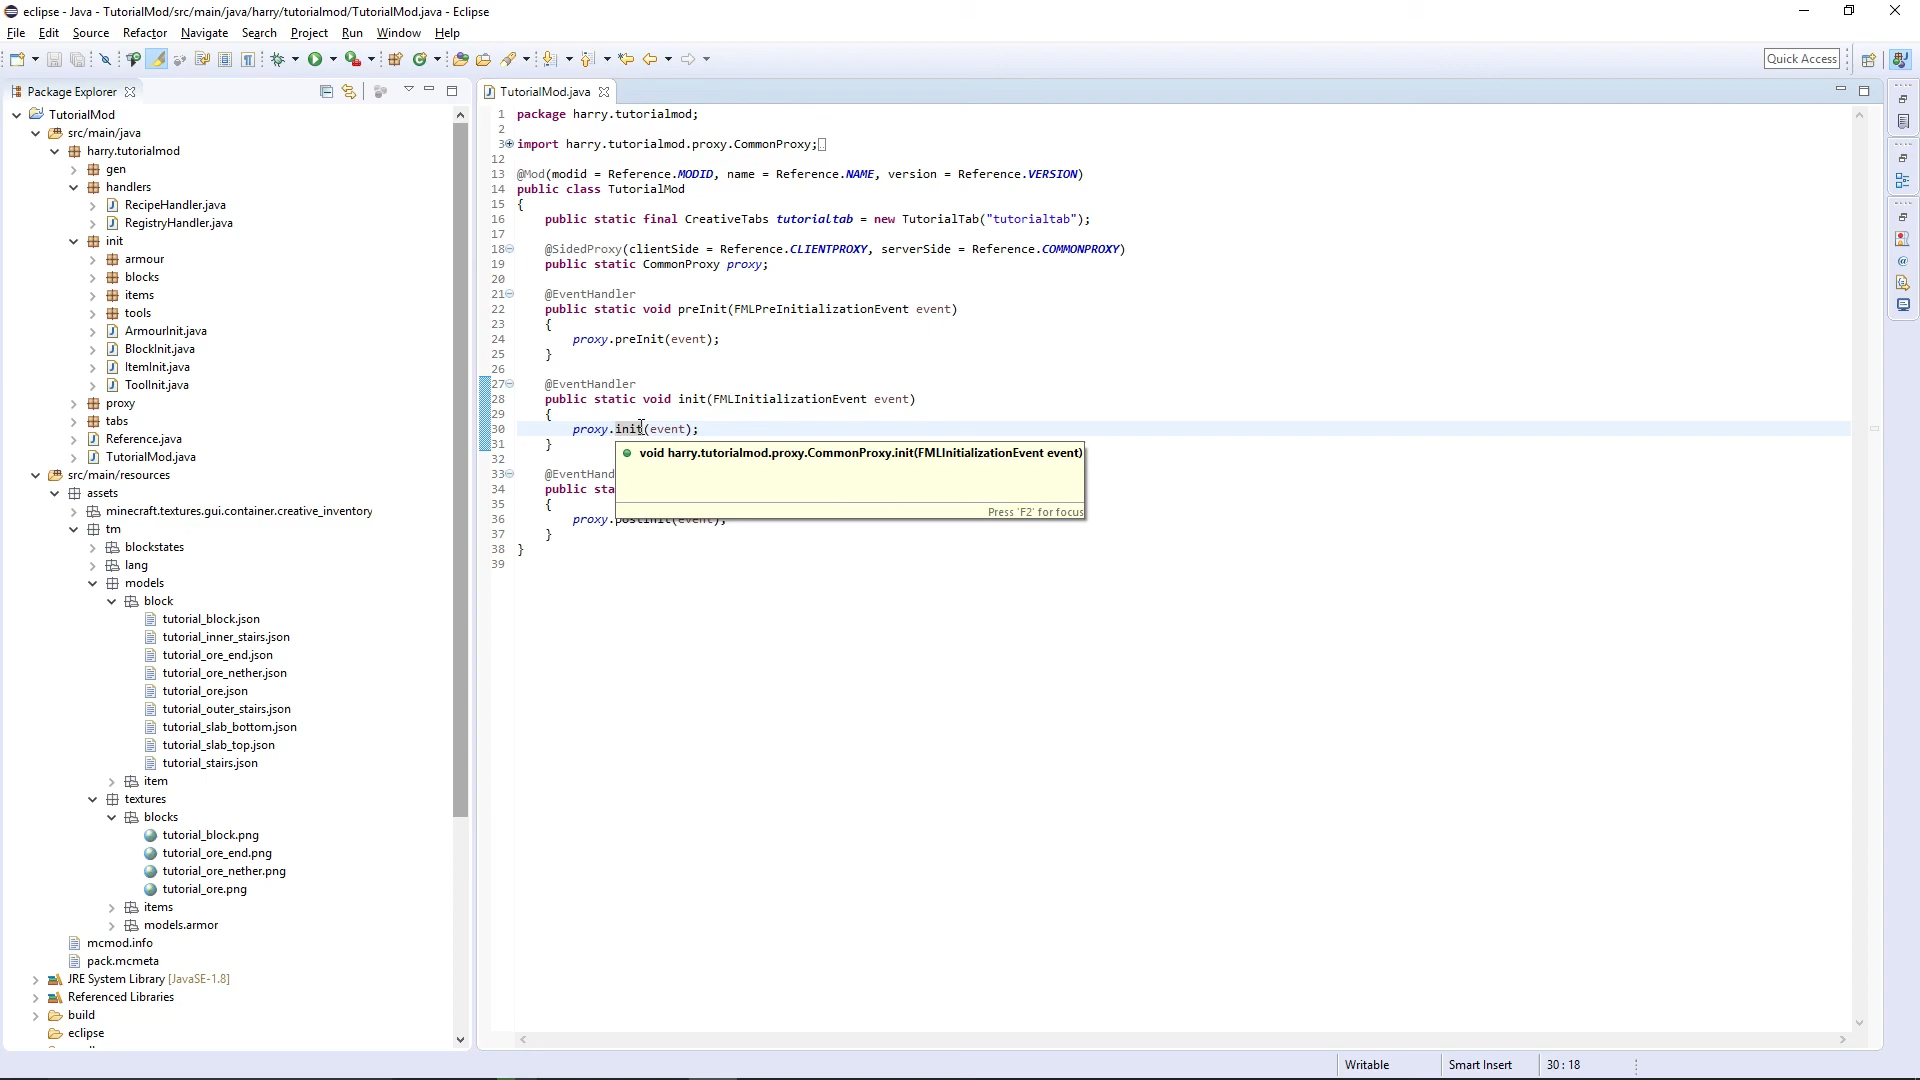 eclipse - Java - TutorialMod/src/main/java/harry/tutorialmod/TutorialMod.java - Eclipse
File Edit Source Refactor Navigate Search Project Run Window Help
Quick Access
Package Explorer
TutorialMod
src/main/java
harry.tutorialmod
gen
handlers
RecipeHandler.java
RegistryHandler.java
init
armour
blocks
items
tools
ArmourInit.java
BlockInit.java
ItemInit.java
ToolInit.java
proxy
tabs
Reference.java
TutorialMod.java
src/main/resources
assets
minecraft.textures.gui.container.creative_inventory
tm
blockstates
lang
models
block
tutorial_block.json
tutorial_inner_stairs.json
tutorial_ore_end.json
tutorial_ore_nether.json
tutorial_ore.json
tutorial_outer_stairs.json
tutorial_slab_bottom.json
tutorial_slab_top.json
tutorial_stairs.json
item
textures
blocks
tutorial_block.png
tutorial_ore_end.png
tutorial_ore_nether.png
tutorial_ore.png
items
models.armor
mcmod.info
pack.mcmeta
JRE System Library [JavaSE-1.8]
Referenced Libraries
build
eclipse
TutorialMod.java
1 package harry.tutorialmod;
2
3 import harry.tutorialmod.proxy.CommonProxy;
12
13 @Mod(modid = Reference.MODID, name = Reference.NAME, version = Reference.VERSION)
14 public class TutorialMod
15 {
16 public static final CreativeTabs tutorialtab = new TutorialTab("tutorialtab");
17
18 @SidedProxy(clientSide = Reference.CLIENTPROXY, serverSide = Reference.COMMONPROXY)
19 public static CommonProxy proxy;
20
21 @EventHandler
22 public static void preInit(FMLPreInitializationEvent event)
23 {
24 proxy.preInit(event);
25 }
26
27 @EventHandler
28 public static void init(FMLInitializationEvent event)
29 {
30 proxy.init(event);
31 }
32
33 @EventHand
34 public sta
35 {
36 proxy.postInit(event);
37 }
38 }
39
void harry.tutorialmod.proxy.CommonProxy.init(FMLInitializationEvent event)
Press 'F2' for focus
Writable Smart Insert 30 : 18